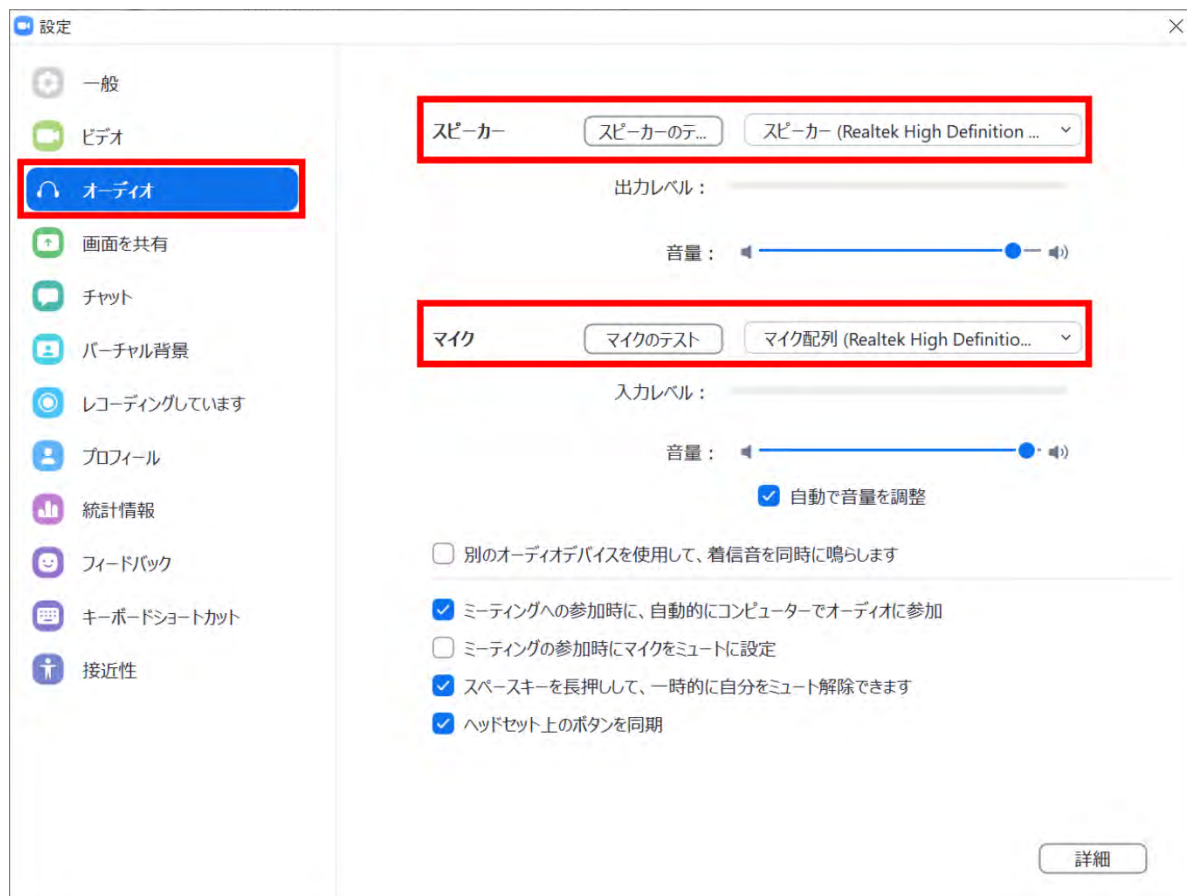 設定
一般
ビデオ
オーディオ
画面を共有
チャット
バーチャル背景
レコーディングしています
プロフィール
統計情報
フィードバック
キーボードショートカット
接近性
スピーカー スピーカーのテ... スピーカー (Realtek High Definition ...
出力レベル：
音量：
マイク マイクのテスト マイク配列 (Realtek High Definitio...
入力レベル：
音量：
自動で音量を調整
別のオーディオデバイスを使用して、着信音を同時に鳴らします
ミーティングへの参加時に、自動的にコンピューターでオーディオに参加
ミーティングの参加時にマイクをミュートに設定
スペースキーを長押しして、一時的に自分をミュート解除できます
ヘッドセット上のボタンを同期
詳細